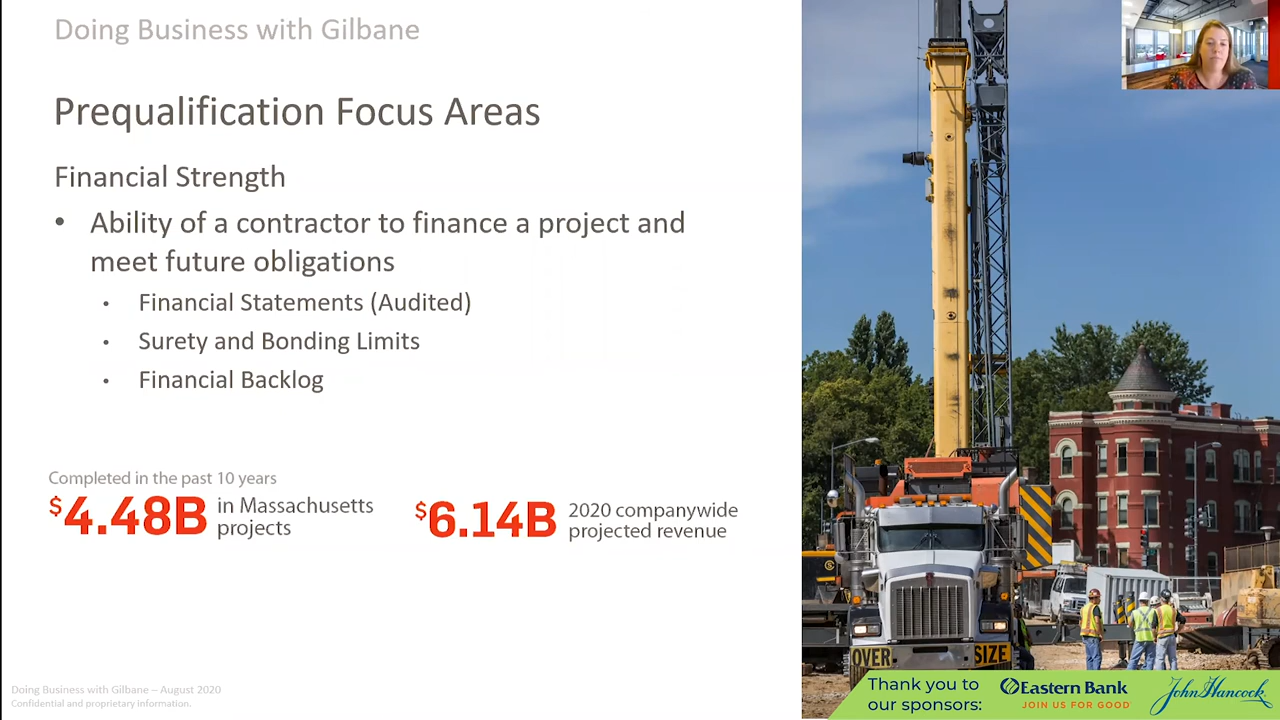 Doing Business with Gilbane
Prequalification Focus Areas
Financial Strength
• Ability of a contractor to finance a project and
meet future obligations
• Financial Statements (Audited)
• Surety and Bonding Limits
• Financial Backlog
Completed in the past 10 years
$4.48B in Massachusetts
projects
$6.14B 2020 companywide
projected revenue
OVER SIZE
Doing Business with Gilbane – August 2020
Confidential and proprietary information.
Thank you to
our sponsors:
Eastern Bank
JOIN US FOR GOOD
John Hancock